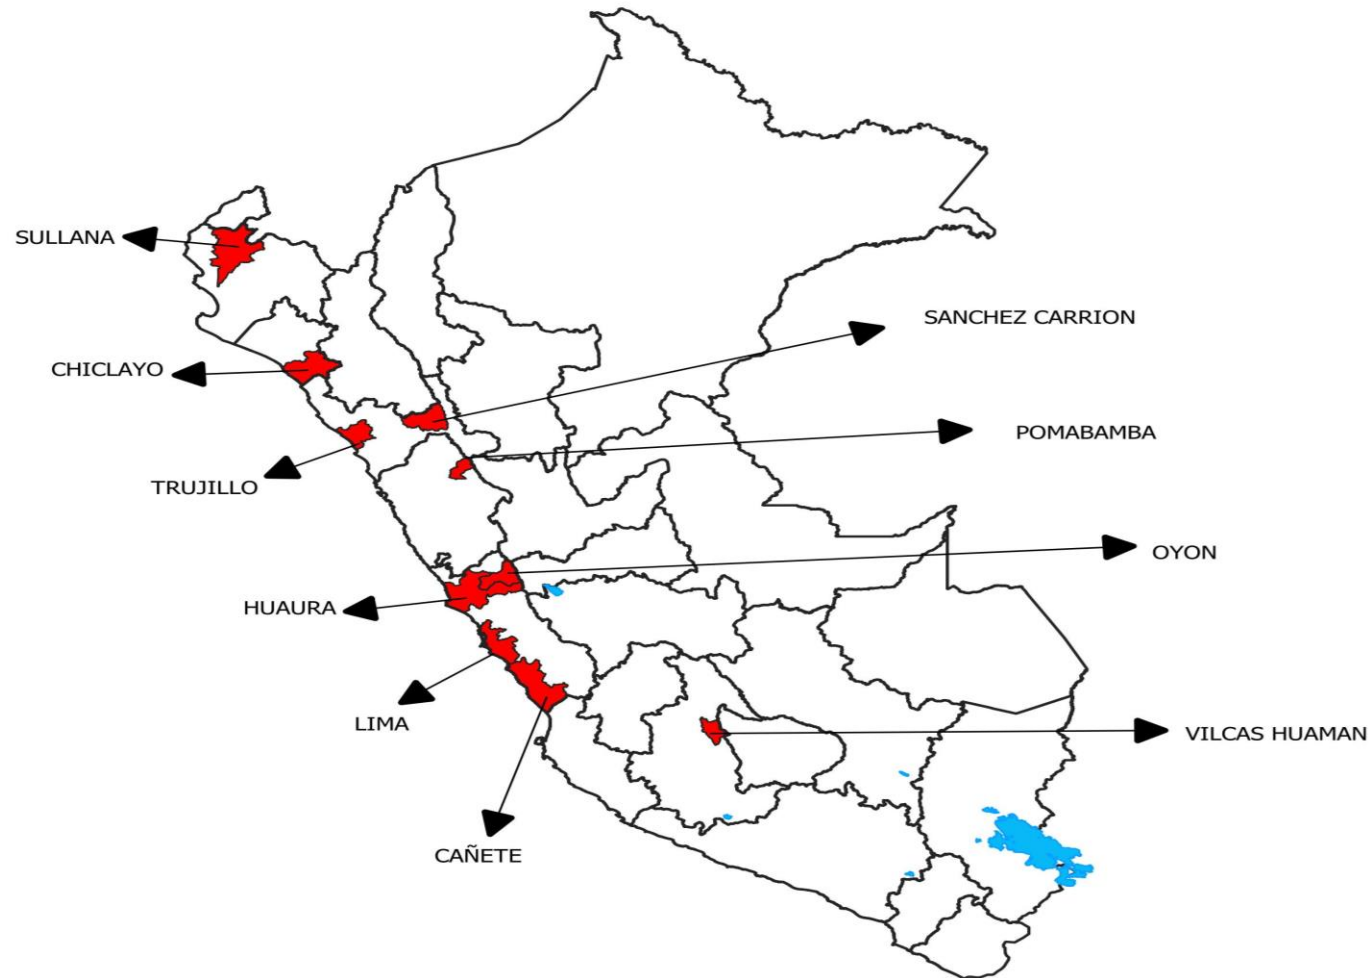 SULLANA
SANCHEZ CARRION
CHICLAYO
POMABAMBA
TRUJILLO
OYON
HUAURA
LIMA
VILCAS HUAMAN
CAÑETE